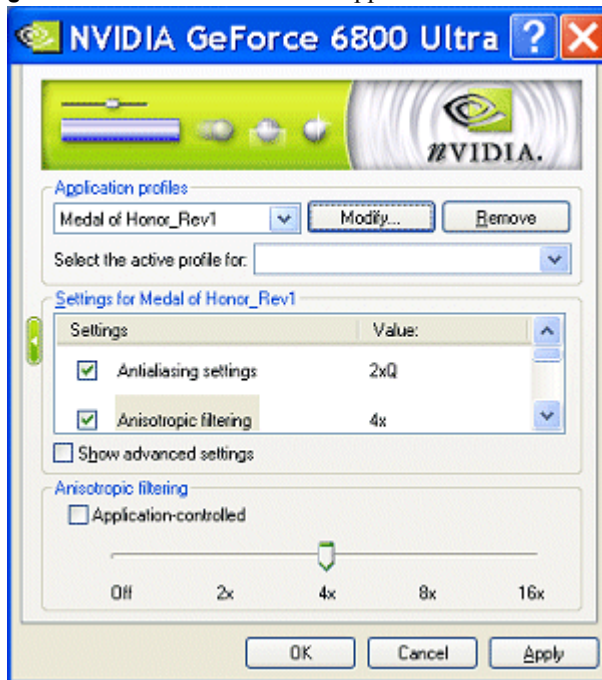 NVIDIA GeForce 6800 Ultra
nVIDIA.
Application profiles
Medal of Honor_Rev1 Modify... Remove
Select the active profile for:
Settings for Medal of Honor_Rev1
Settings Value:
Antialiasing settings 2xQ
Anisotropic filtering 4x
Show advanced settings
Anisotropic filtering
Application-controlled
Off 2x 4x 8x 16x
OK Cancel Apply